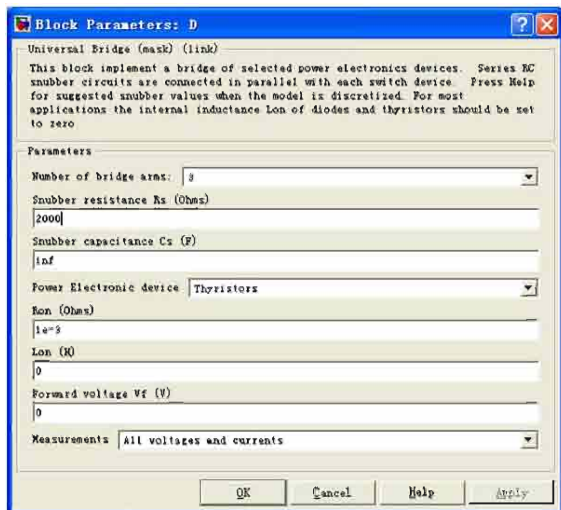 Block Parameters: D
Universal Bridge (mask) (link)
This block implement a bridge of selected power electronics devices. Series RC
snubber circuits are connected in parallel with each switch device. Press Help
for suggested snubber values when the model is discretized. For most
applications the internal inductance Lon of diodes and thyristors should be set
to zero
Parameters
Number of bridge arms: 3
Snubber resistance Rs (Ohms)
2000
Snubber capacitance Cs (F)
inf
Power Electronic device Thyristors
Ron (Ohms)
1e-3
Lon (H)
0
Forward voltage Vf (V)
0
Measurements All voltages and currents
OK Cancel Help Apply